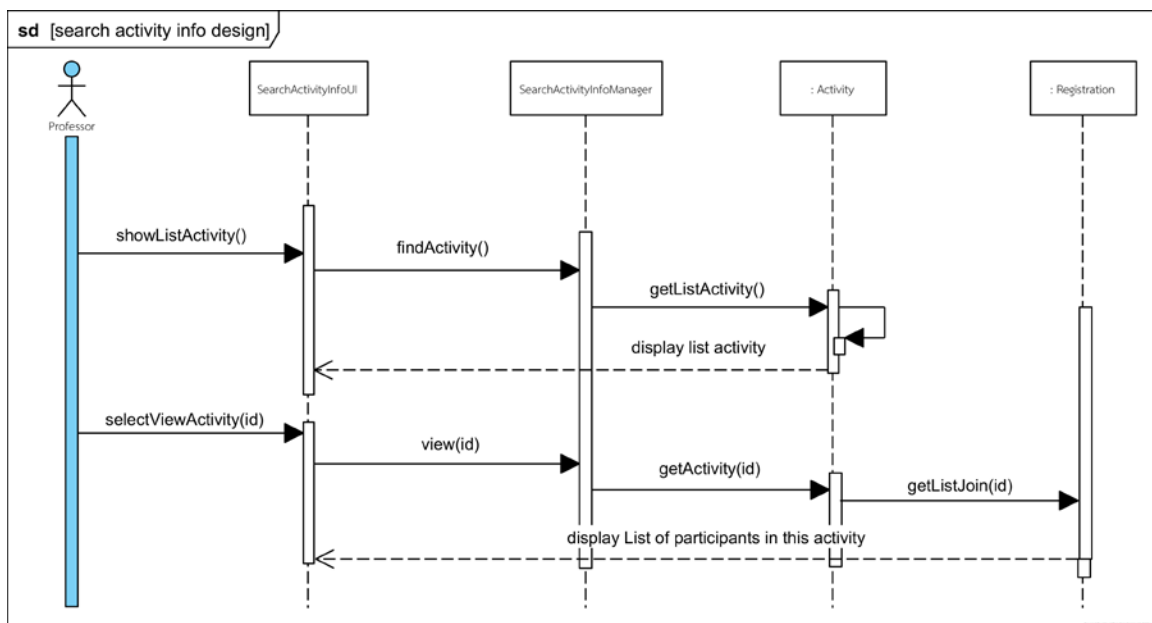 sd [search activity info design]
Professor
SearchActivityInfoUI
SearchActivityInfoManager
: Activity
: Registration
showListActivity()
findActivity()
getListActivity()
display list activity
selectViewActivity(id)
view(id)
getActivity(id)
getListJoin(id)
display List of participants in this activity